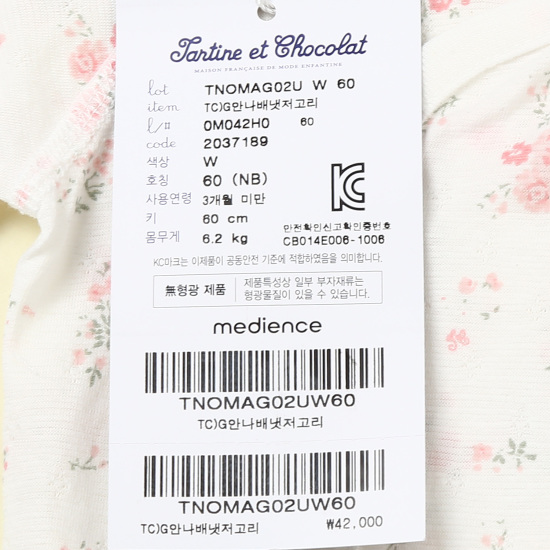 Tartine et Chocolat
MAISON FRANÇAISE DE MODE ENFANTINE
lot TNOMAG02U W 60
item TC)G안나배냇저고리
l/# 0M042H0 60
code 2037189
색상 W
호칭 60 (NB)
사용연령 3개월 미만
키 60 cm
몸무게 6.2 kg
안전확인신고확인증번호
CB014E006-1006
KC마크는 이제품이 공동안전 기준에 적합하였음을 의미합니다.
無형광 제품 제품특성상 일부 부자재류는
형광물질이 있을 수 있습니다.
medience
TNOMAG02UW60
TC)G안나배냇저고리
TNOMAG02UW60
TC)G안나배냇저고리 ₩42,000